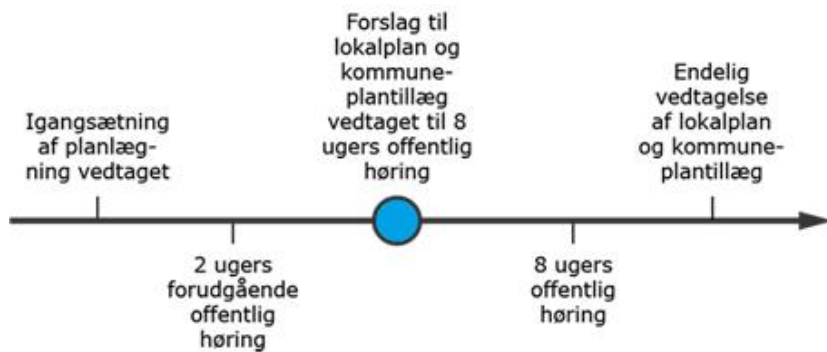 Igangsætning
af planlæg-
ning vedtaget
2 ugers
forudgående
offentlig
høring
Forslag til
lokalplan og
kommune-
plantillæg
vedtaget til 8
ugers offentlig
høring
8 ugers
offentlig
høring
Endelig
vedtagelse
af lokalplan
og kommune-
plantillæg